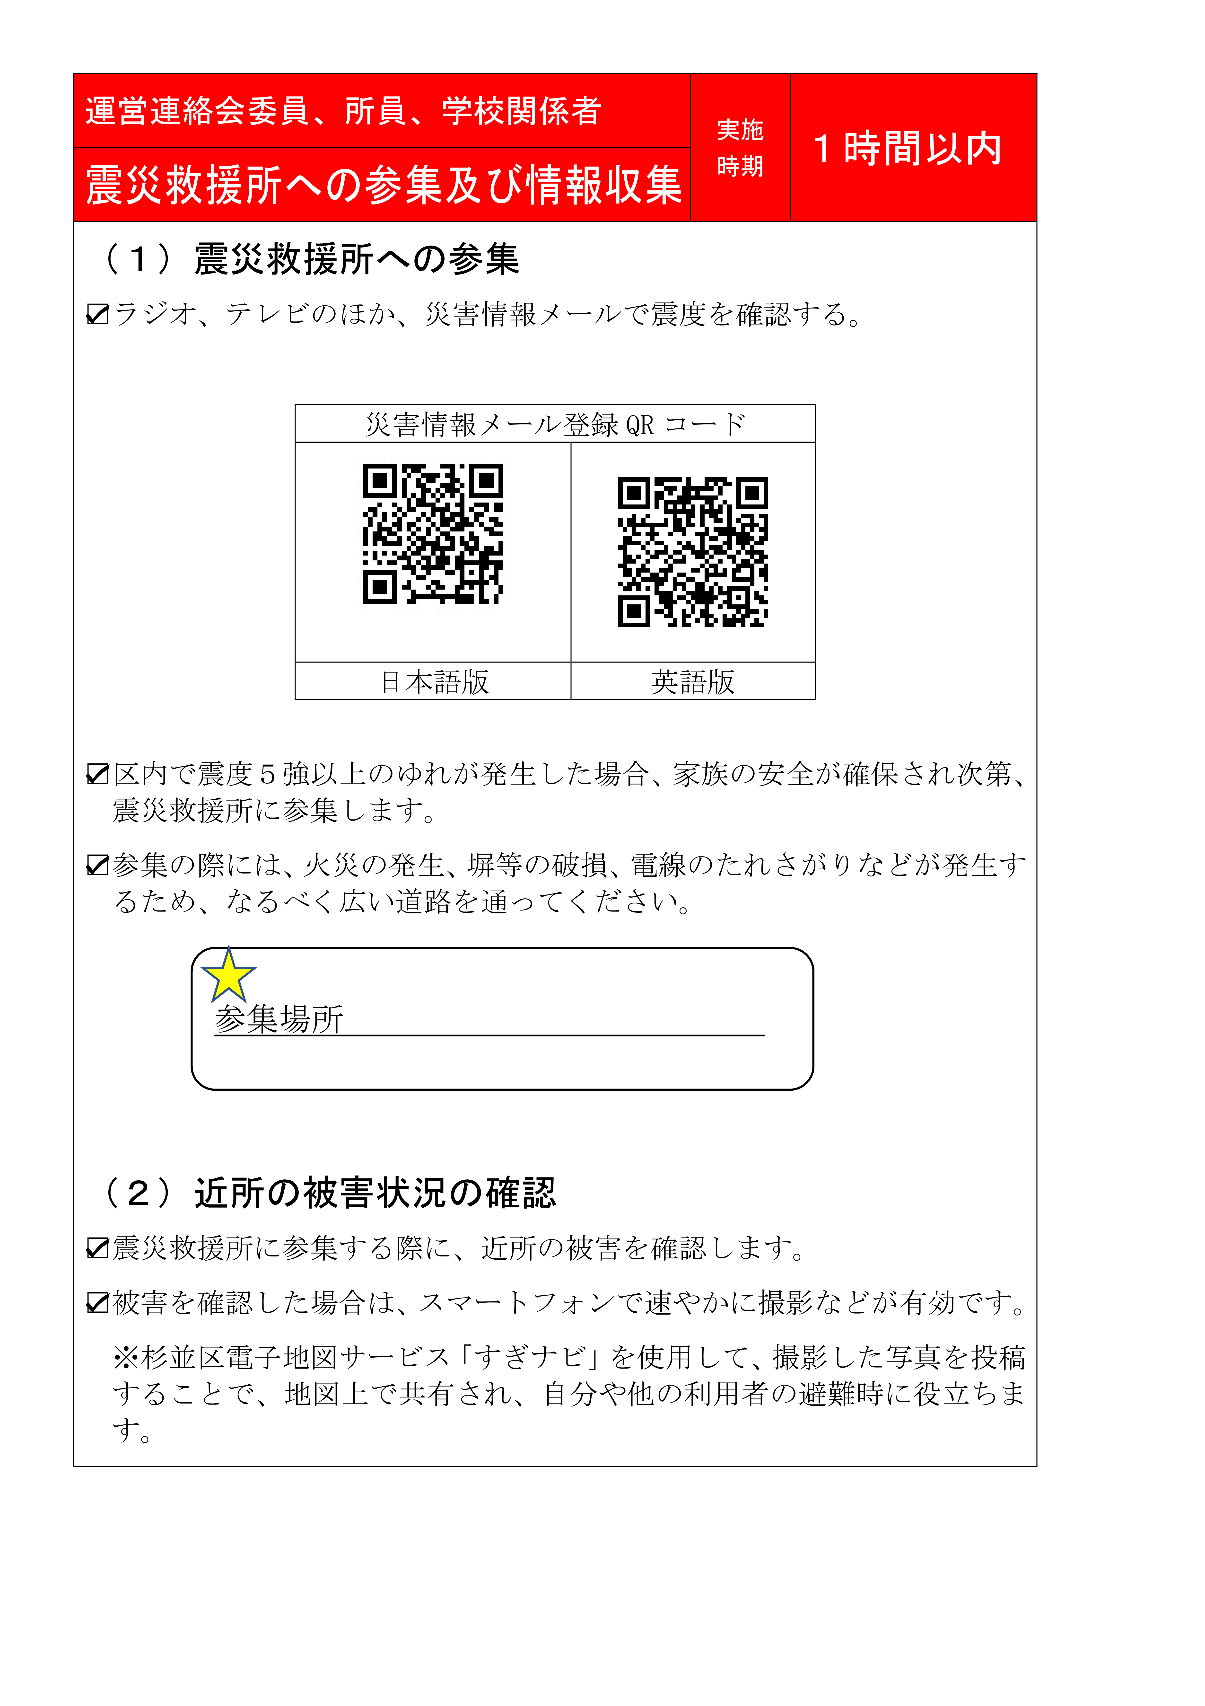 運営連絡会委員、所員、学校関係者
震災救援所への参集及び情報収集
実施
時期
１時間以内
（１）震災救援所への参集
☑ラジオ、テレビのほか、災害情報メールで震度を確認する。
災害情報メール登録 QR コード
日本語版
英語版
☑区内で震度５強以上のゆれが発生した場合、家族の安全が確保され次第、
震災救援所に参集します。
☑参集の際には、火災の発生、塀等の破損、電線のたれさがりなどが発生す
るため、なるべく広い道路を通ってください。
参集場所
（２）近所の被害状況の確認
☑震災救援所に参集する際に、近所の被害を確認します。
☑被害を確認した場合は、スマートフォンで速やかに撮影などが有効です。
※杉並区電子地図サービス「すぎナビ」を使用して、撮影した写真を投稿
することで、地図上で共有され、自分や他の利用者の避難時に役立ちま
す。